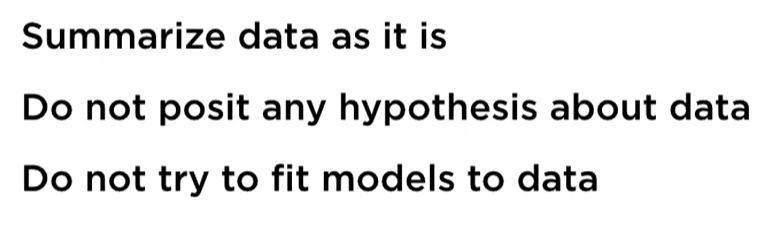 Summarize data as it is
Do not posit any hypothesis about data
Do not try to fit models to data